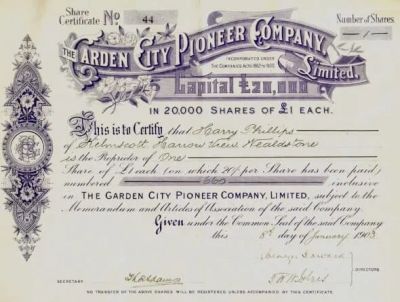 Share Certificate No 44
Number of Shares.
1
THE GARDEN CITY PIONEER COMPANY, Limited.
INCORPORATED UNDER
THE COMPANIES ACTS 1862 TO 1900.
Capital £20,000
IN 20,000 SHARES OF £1 EACH.
This is to Certify that Harry Phillips
of Kelmscott Harrow View Wealdstone
is the Proprietor of One
Share of £1 each (on which 20/- per Share has been paid)
numbered inclusive
in THE GARDEN CITY PIONEER COMPANY, LIMITED, subject to the
Memorandum and Articles of Association of the said Company.
Given under the Common Seal of the said Company
this 8th day of January 1903
SECRETARY.
NO TRANSFER OF THE ABOVE SHARES WILL BE REGISTERED UNLESS ACCOMPANIED BY THIS CERTIFICATE.